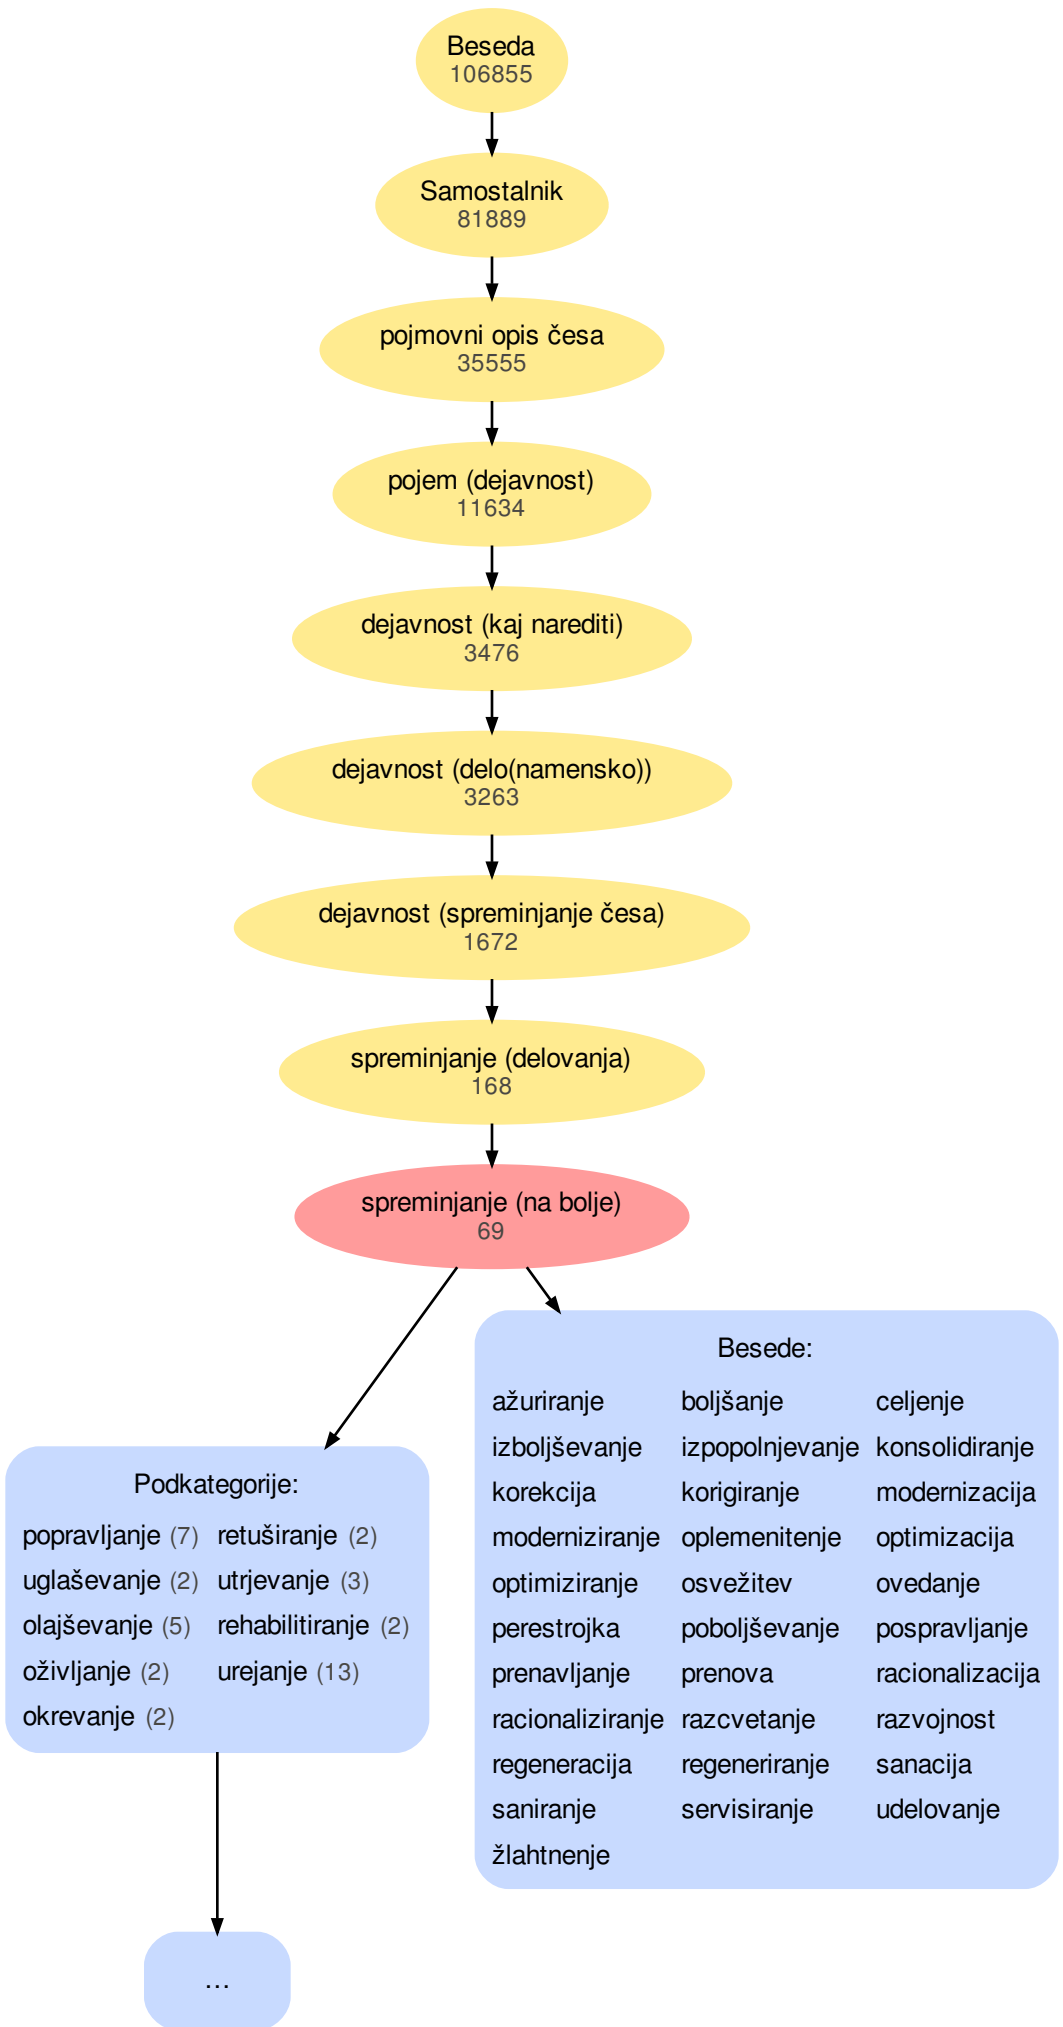 Beseda
106855
Samostalnik
81889
pojmovni opis česa
35555
pojem (dejavnost)
11634
dejavnost (kaj narediti)
3476
dejavnost (delo(namensko))
3263
dejavnost (spreminjanje česa)
1672
spreminjanje (delovanja)
168
spreminjanje (na bolje)
69
Podkategorije:
popravljanje (7) retuširanje (2)
uglaševanje (2) utrjevanje (3)
olajševanje (5) rehabilitiranje (2)
oživljanje (2) urejanje (13)
okrevanje (2)
Besede:
ažuriranje boljšanje celjenje
izboljševanje izpopolnjevanje konsolidiranje
korekcija korigiranje modernizacija
moderniziranje oplemenitenje optimizacija
optimiziranje osvežitev ovedanje
perestrojka poboljševanje pospravljanje
prenavljanje prenova racionalizacija
racionaliziranje razcvetanje razvojnost
regeneracija regeneriranje sanacija
saniranje servisiranje udelovanje
žlahtnenje
...